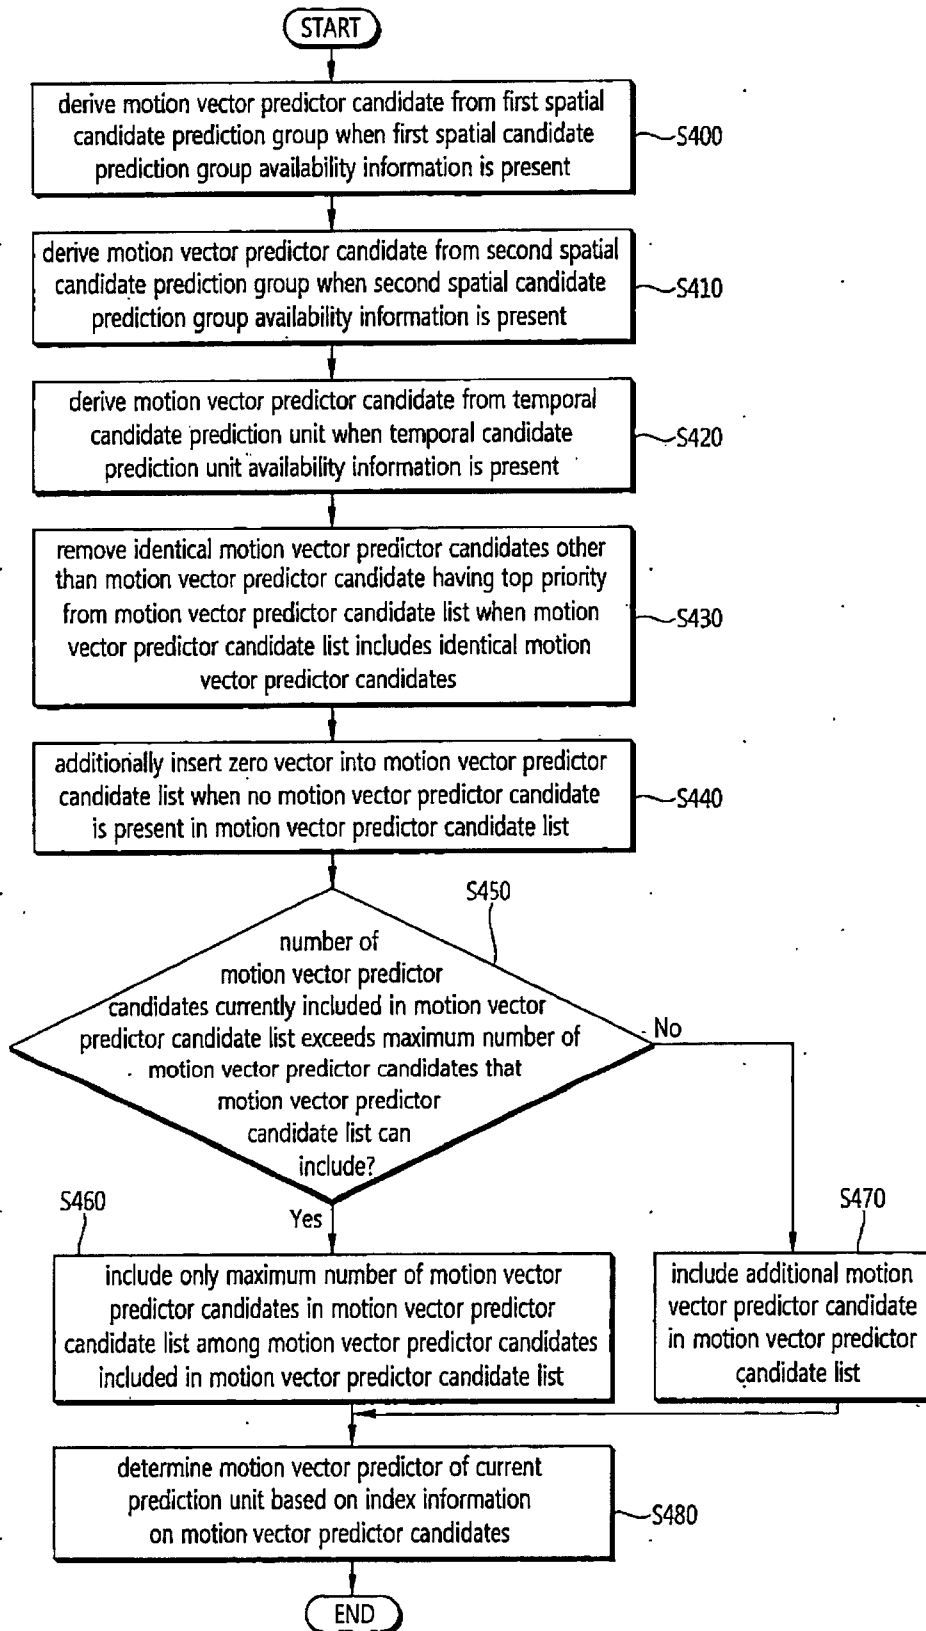 START
derive motion vector predictor candidate from first spatial
candidate prediction group when first spatial candidate
prediction group availability information is present
S400
derive motion vector predictor candidate from second spatial
candidate prediction group when second spatial candidate
prediction group availability information is present
S410
derive motion vector predictor candidate from temporal
candidate prediction unit when temporal candidate
prediction unit availability information is present
S420
remove identical motion vector predictor candidates other
than motion vector predictor candidate having top priority
from motion vector predictor candidate list when motion
vector predictor candidate list includes identical motion
vector predictor candidates
S430
additionally insert zero vector into motion vector predictor
candidate list when no motion vector predictor candidate
is present in motion vector predictor candidate list
S440
S450
number of
motion vector predictor
candidates currently included in motion vector
predictor candidate list exceeds maximum number of
motion vector predictor candidates that
motion vector predictor
candidate list can
include?
No
Yes
S460
include only maximum number of motion vector
predictor candidates in motion vector predictor
candidate list among motion vector predictor candidates
included in motion vector predictor candidate list
S470
include additional motion
vector predictor candidate
in motion vector predictor
candidate list
determine motion vector predictor of current
prediction unit based on index information
on motion vector predictor candidates
S480
END